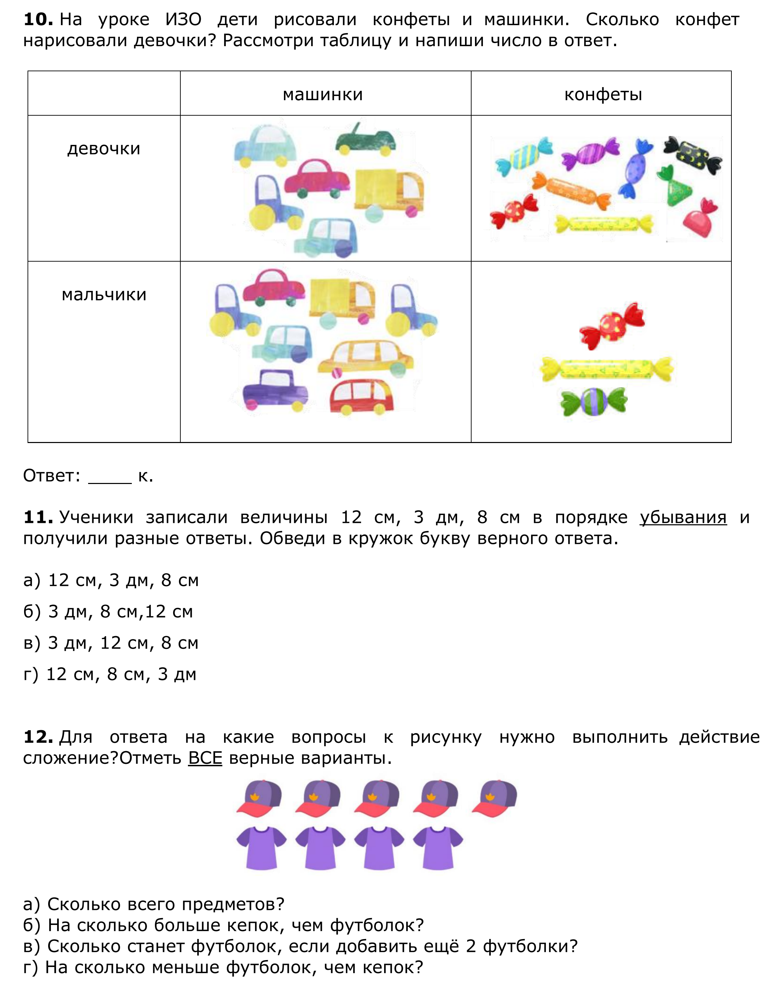 10. На уроке ИЗО дети рисовали конфеты и машинки. Сколько конфет
нарисовали девочки? Рассмотри таблицу и напиши число в ответ.
машинки
конфеты
девочки
мальчики
Ответ: _____ к.
11. Ученики записали величины 12 см, 3 дм, 8 см в порядке убывания и
получили разные ответы. Обведи в кружок букву верного ответа.
а) 12 см, 3 дм, 8 см
б) 3 дм, 8 см,12 см
в) 3 дм, 12 см, 8 см
г) 12 см, 8 см, 3 дм
12. Для ответа на какие вопросы к рисунку нужно выполнить действие
сложение?Отметь ВСЕ верные варианты.
а) Сколько всего предметов?
б) На сколько больше кепок, чем футболок?
в) Сколько станет футболок, если добавить ещё 2 футболки?
г) На сколько меньше футболок, чем кепок?